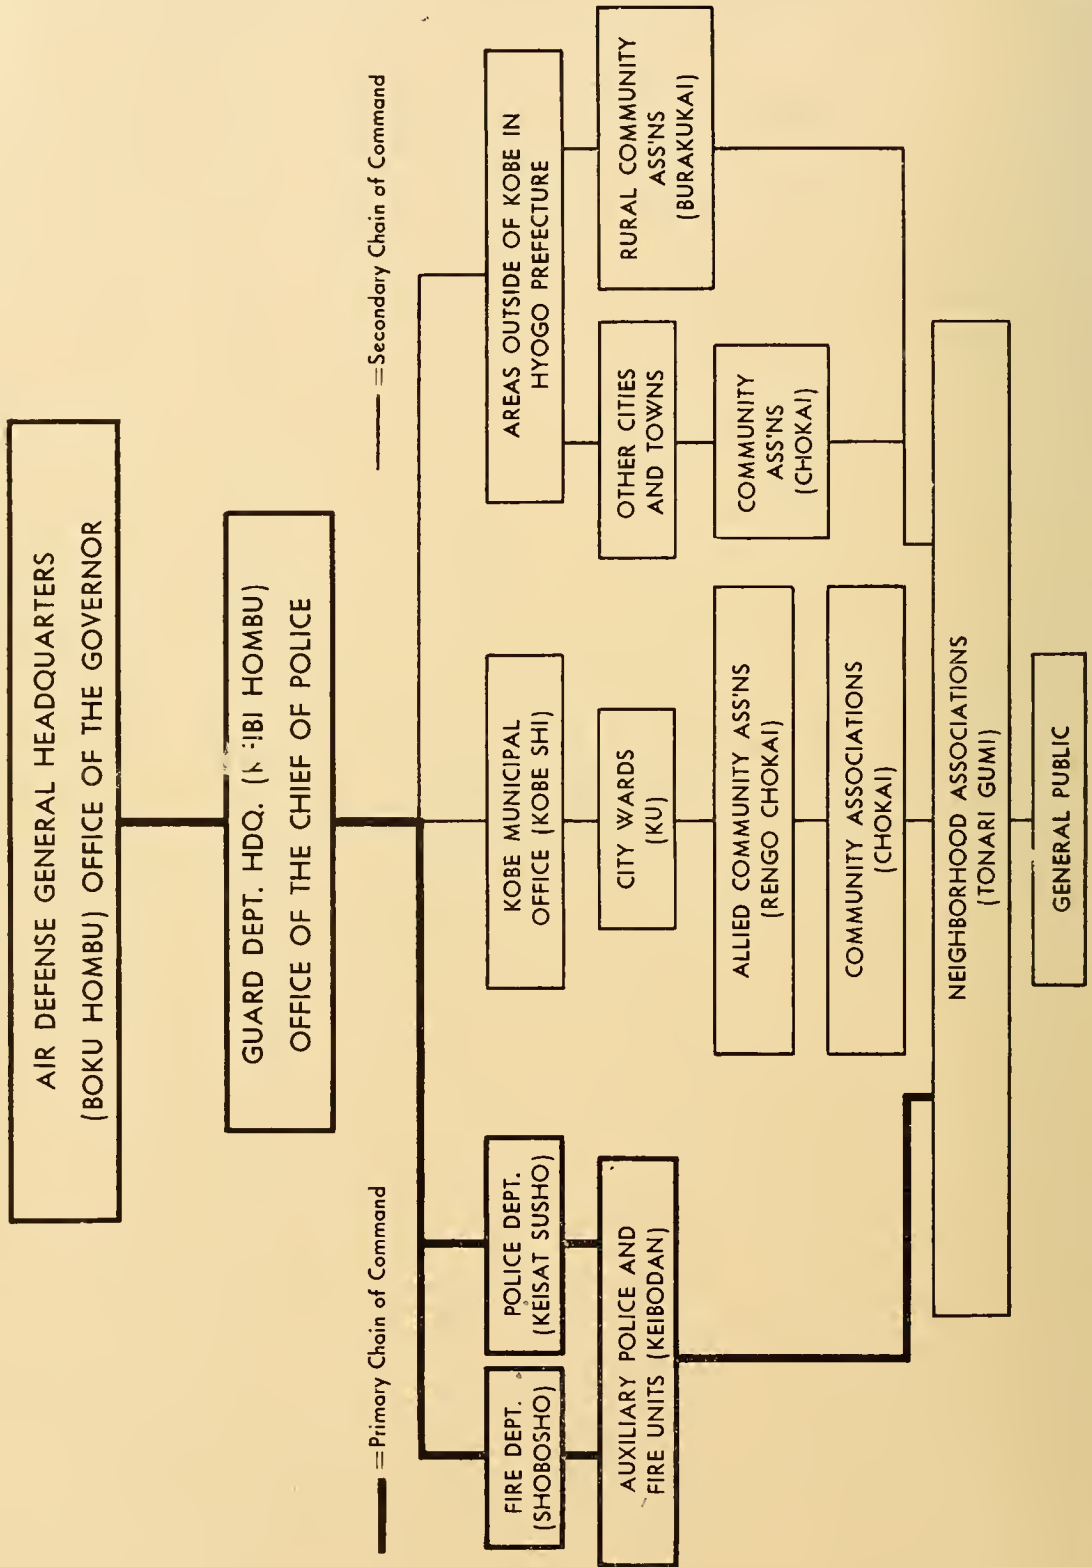 AIR DEFENSE GENERAL HEADQUARTERS
(BOKU HOMBU) OFFICE OF THE GOVERNOR
GUARD DEPT. HDQ. ( HOMBU)
OFFICE OF THE CHIEF OF POLICE
=Primary Chain of Command
=Secondary Chain of Command
FIRE DEPT.
(SHOBOSHO)
POLICE DEPT.
(KEISAT SUSHO)
KOBE MUNICIPAL
OFFICE (KOBE SHI)
AREAS OUTSIDE OF KOBE IN
HYOGO PREFECTURE
AUXILIARY POLICE AND
FIRE UNITS (KEIBODAN)
CITY WARDS
(KU)
OTHER CITIES
AND TOWNS
RURAL COMMUNITY
ASS'NS
(BURAKUKAI)
ALLIED COMMUNITY ASS'NS
(RENGO CHOKAI)
COMMUNITY
ASS'NS
(CHOKAI)
COMMUNITY ASSOCIATIONS
(CHOKAI)
NEIGHBORHOOD ASSOCIATIONS
(TONARI GUMI)
GENERAL PUBLIC